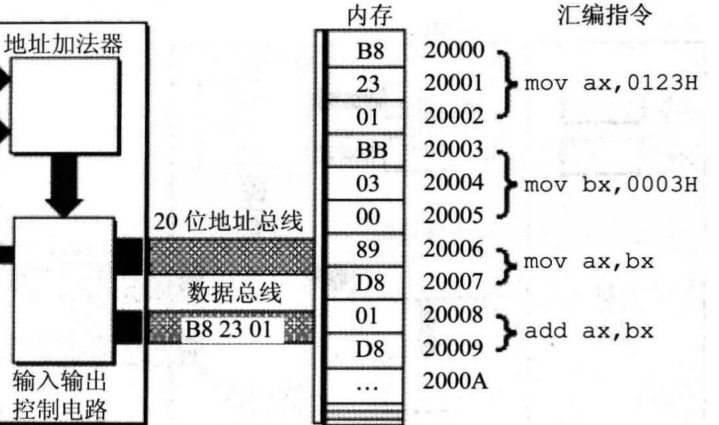 内存 汇编指令
地址加法器
B8 20000
23 20001 mov ax,0123H
01 20002
BB 20003
03 20004 mov bx,0003H
00 20005
20 位地址总线
89 20006
D8 20007 mov ax,bx
数据总线
01 20008
B8 23 01
D8 20009 add ax,bx
… 2000A
输入输出
控制电路